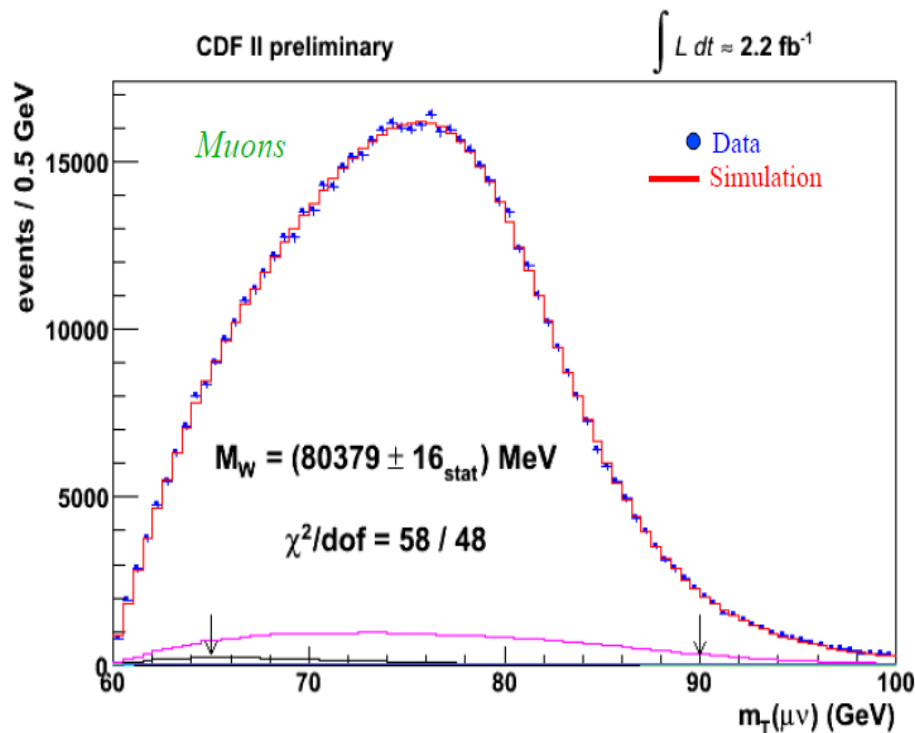 CDF II preliminary
∫ L dt ≈ 2.2 fb⁻¹
events / 0.5 GeV
15000
10000
5000
0
Muons
Data
Simulation
M_W = (80379 ± 16_stat) MeV
χ²/dof = 58 / 48
60 70 80 90 100
m_T(μν) (GeV)